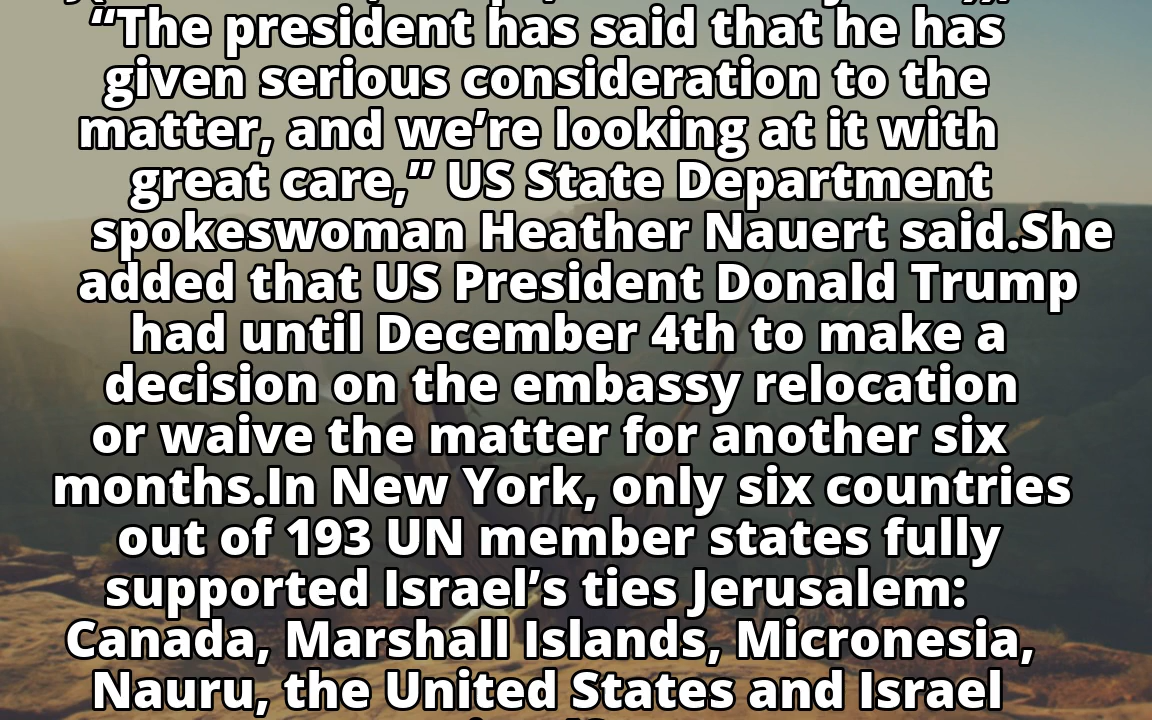 “The president has said that he has
given serious consideration to the
matter, and we’re looking at it with
great care,” US State Department
spokeswoman Heather Nauert said.She
added that US President Donald Trump
had until December 4th to make a
decision on the embassy relocation
or waive the matter for another six
months.In New York, only six countries
out of 193 UN member states fully
supported Israel’s ties Jerusalem:
Canada, Marshall Islands, Micronesia,
Nauru, the United States and Israel